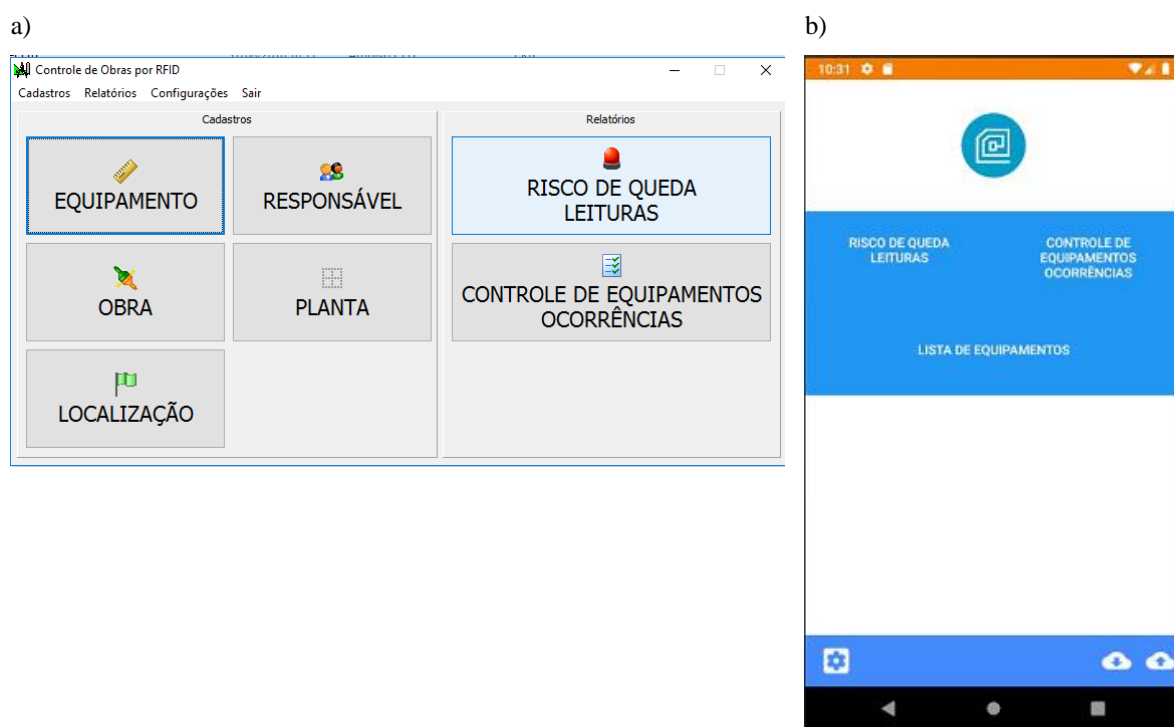 a)
b)
Controle de Obras por RFID
Cadastros Relatórios Configurações Sair
Cadastros
Relatórios
EQUIPAMENTO
RESPONSÁVEL
RISCO DE QUEDA
LEITURAS
OBRA
PLANTA
CONTROLE DE EQUIPAMENTOS
OCORRÊNCIAS
LOCALIZAÇÃO
10:31
RISCO DE QUEDA
LEITURAS
CONTROLE DE
EQUIPAMENTOS
OCORRÊNCIAS
LISTA DE EQUIPAMENTOS